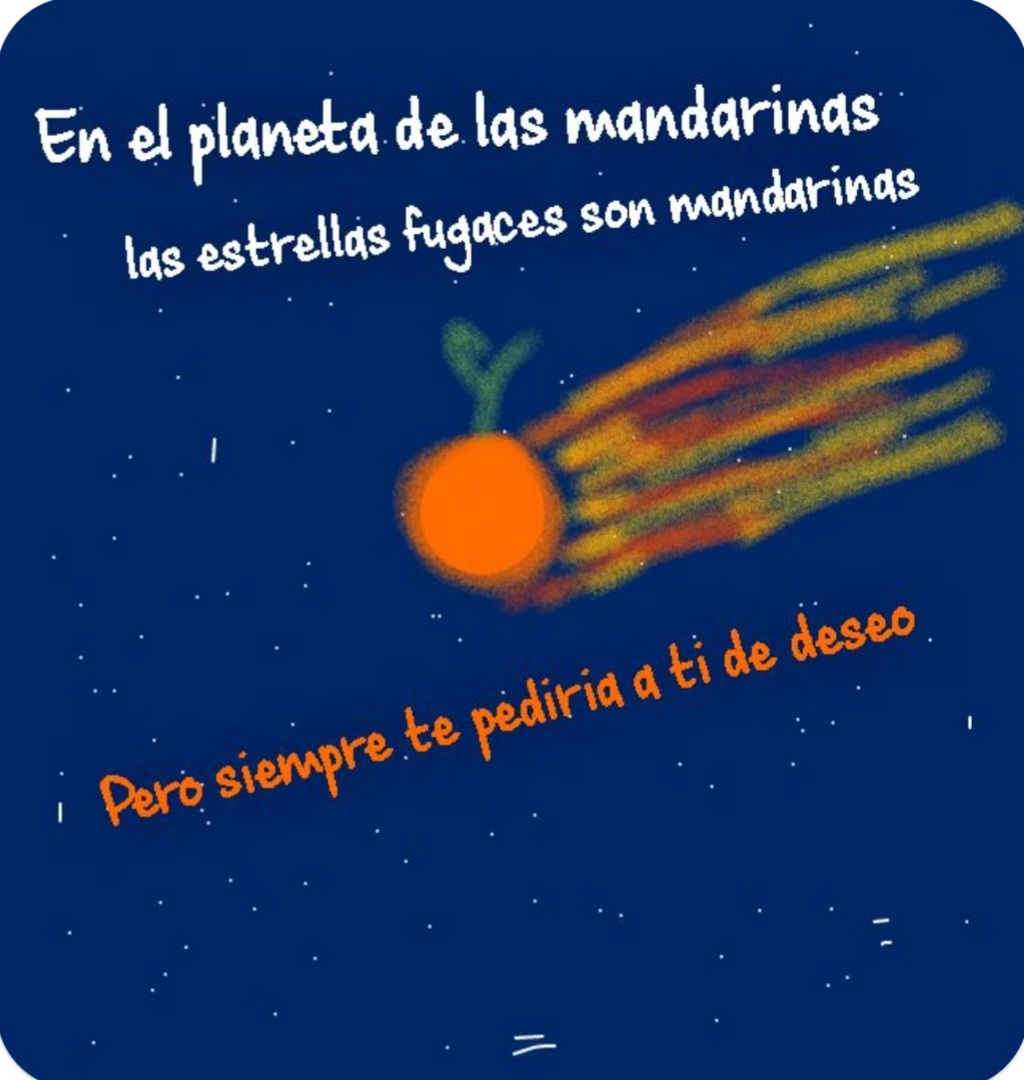 En el planeta de las mandarinas
las estrellas fugaces son mandarinas
Pero siempre te pediria a ti de deseo